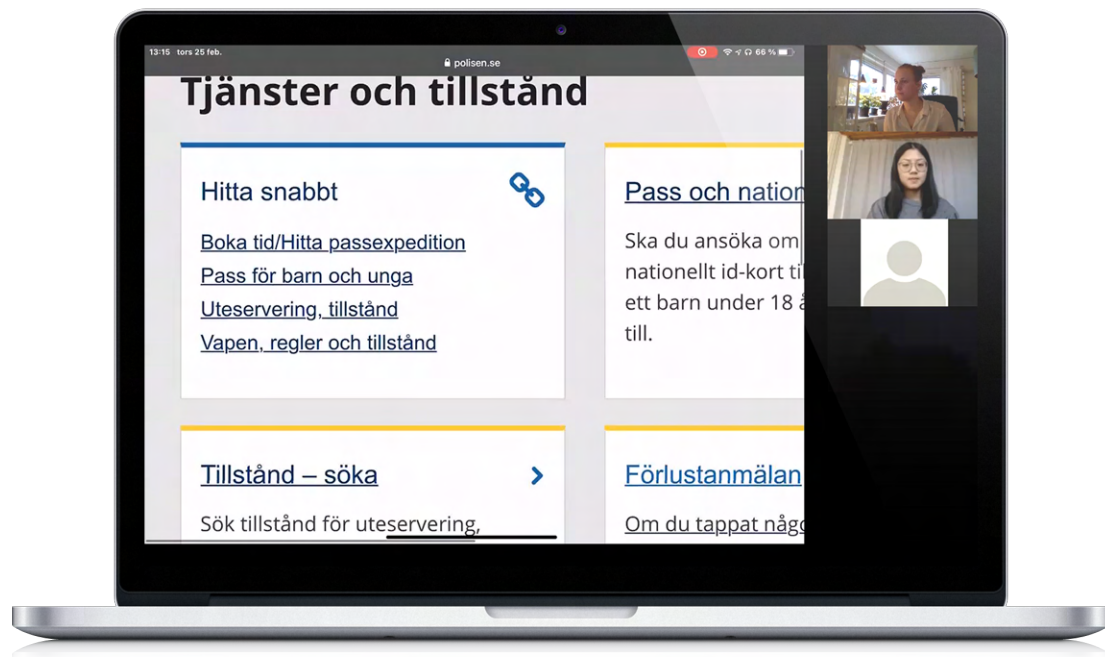 13:15 tors 25 feb.
polisen.se
66 %
Tjänster och tillstånd
Hitta snabbt
Boka tid/Hitta passexpedition
Pass för barn och unga
Uteservering, tillstånd
Vapen, regler och tillstånd
Pass och nation
Ska du ansöka om
nationellt id-kort til
ett barn under 18 å
till.
Tillstånd – söka
Sök tillstånd för uteservering,
Förlustanmälan
Om du tappat någo